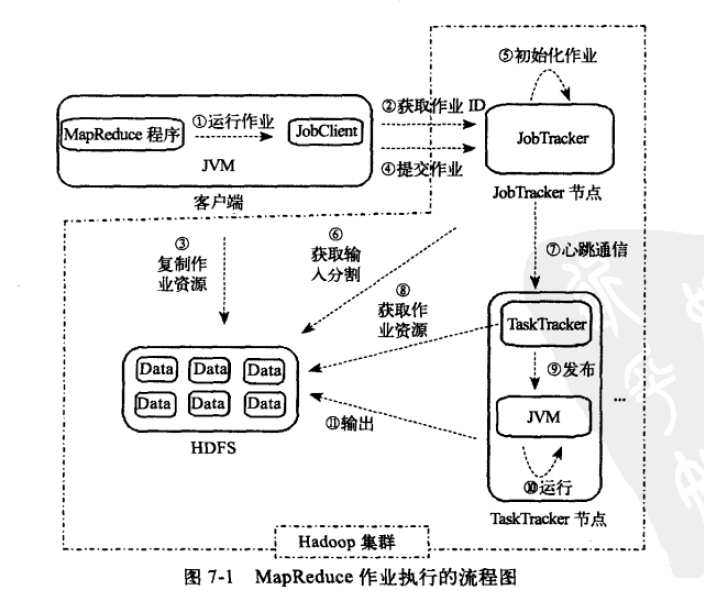 ⑤初始化作业
②获取作业 ID
MapReduce 程序
①运行作业
JobClient
JobTracker
JVM
④提交作业
客户端
JobTracker 节点
③
复制作
业资源
⑥
获取输
入分割
⑦心跳通信
⑧
获取作
业资源
TaskTracker
Data Data Data
⑨发布
Data Data Data
JVM
...
⑪输出
HDFS
⑩运行
TaskTracker 节点
Hadoop 集群
图 7-1 MapReduce 作业执行的流程图